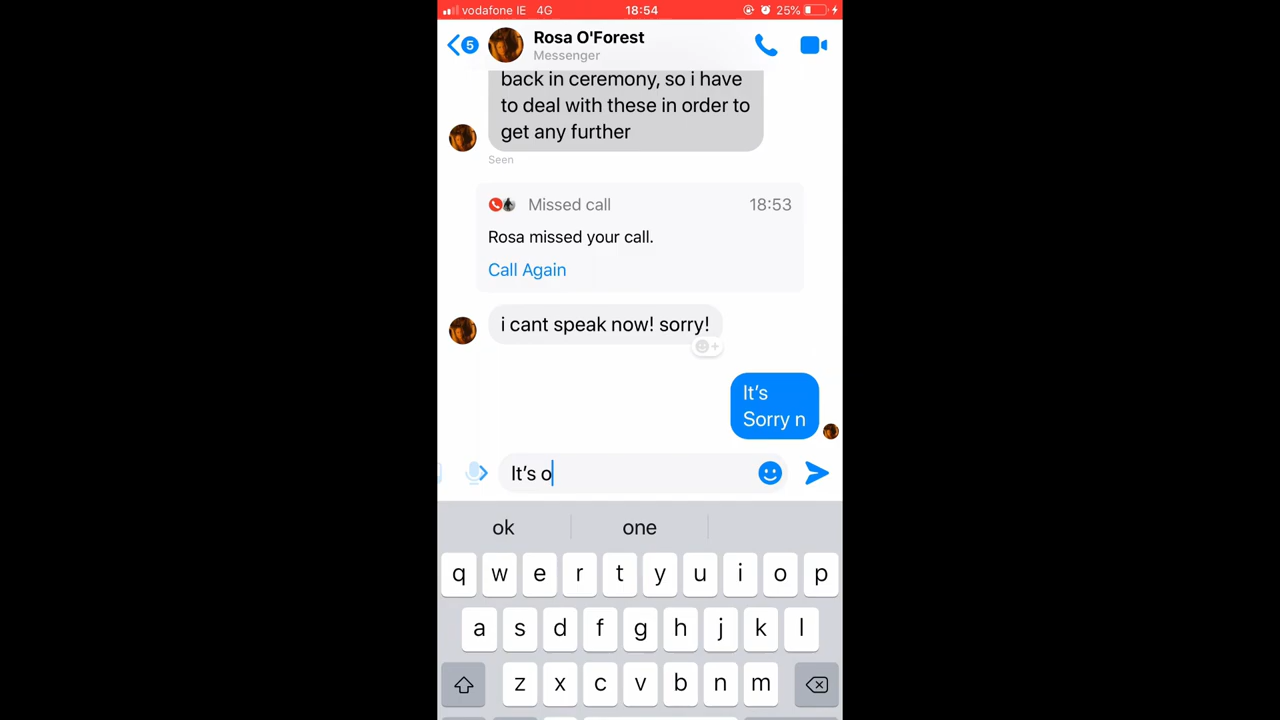 vodafone IE 4G 18:54 25%
5 Rosa O'Forest
Messenger
back in ceremony, so i have
to deal with these in order to
get any further
Seen
Missed call 18:53
Rosa missed your call.
Call Again
i cant speak now! sorry!
It's
Sorry n
It's o
ok one
q w e r t y u i o p
a s d f g h j k l
z x c v b n m